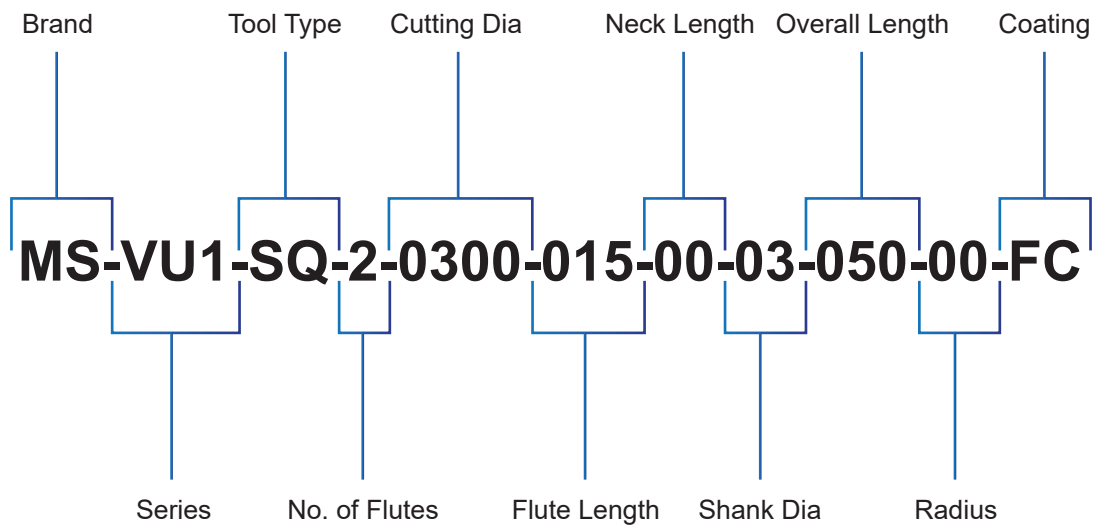 Brand Tool Type Cutting Dia Neck Length Overall Length Coating
MS-VU1-SQ-2-0300-015-00-03-050-00-FC
Series No. of Flutes Flute Length Shank Dia Radius